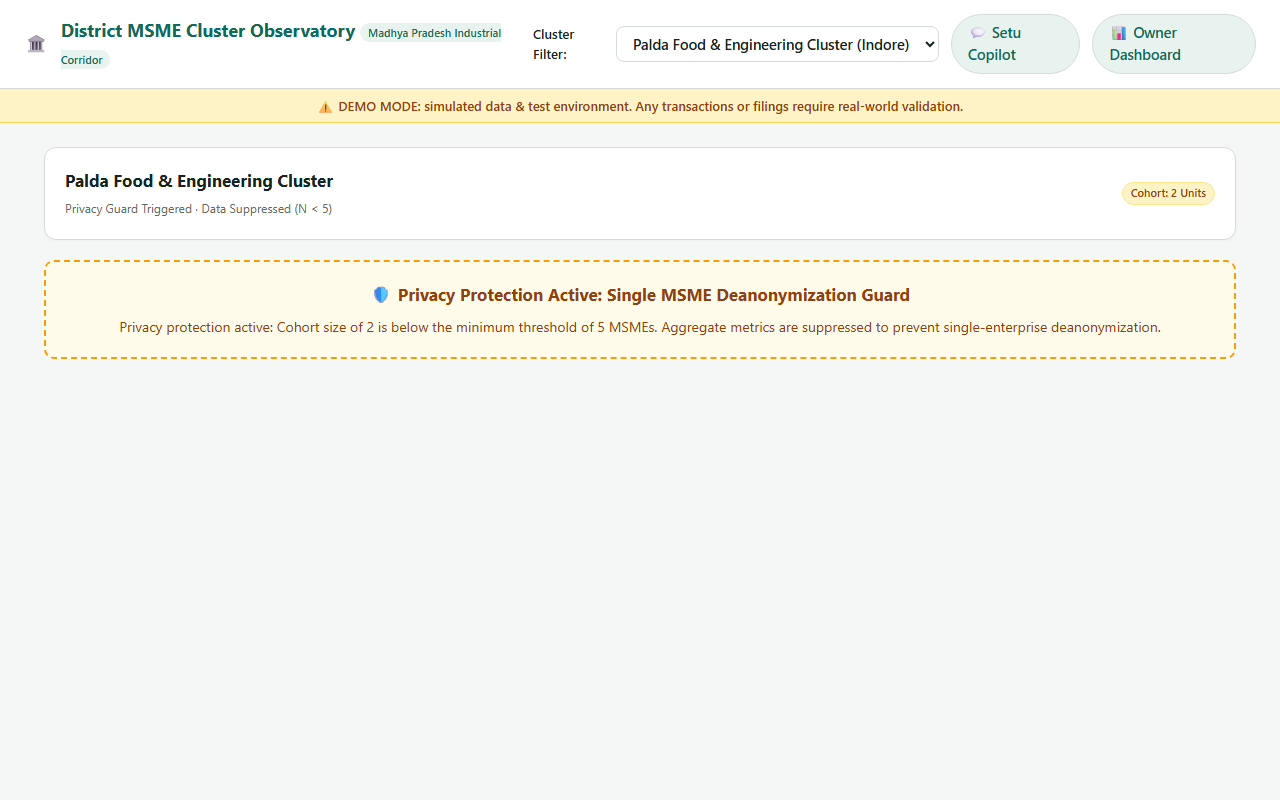 District MSME Cluster Observatory Madhya Pradesh Industrial
Corridor
Cluster
Filter:
Palda Food & Engineering Cluster (Indore)
Setu
Copilot
Owner
Dashboard
DEMO MODE: simulated data & test environment. Any transactions or filings require real-world validation.
Palda Food & Engineering Cluster
Privacy Guard Triggered · Data Suppressed (N < 5)
Cohort: 2 Units
Privacy Protection Active: Single MSME Deanonymization Guard
Privacy protection active: Cohort size of 2 is below the minimum threshold of 5 MSMEs. Aggregate metrics are suppressed to prevent single-enterprise deanonymization.